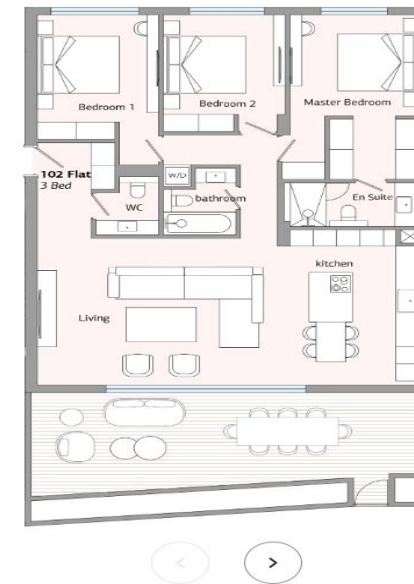 Bedroom 1
Bedroom 2
Master Bedroom
102 Flat
3 Bed
W/D
WC
bathroom
En Suite
kitchen
Living